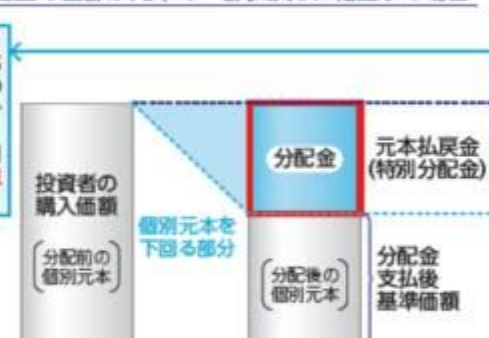 投資者の
購入価額
(分配前の
個別元本)
個別元本を
下回る部分
分配金
元本払戻金
(特別分配金)
(分配後の
個別元本)
分配金
支払後
基準価額